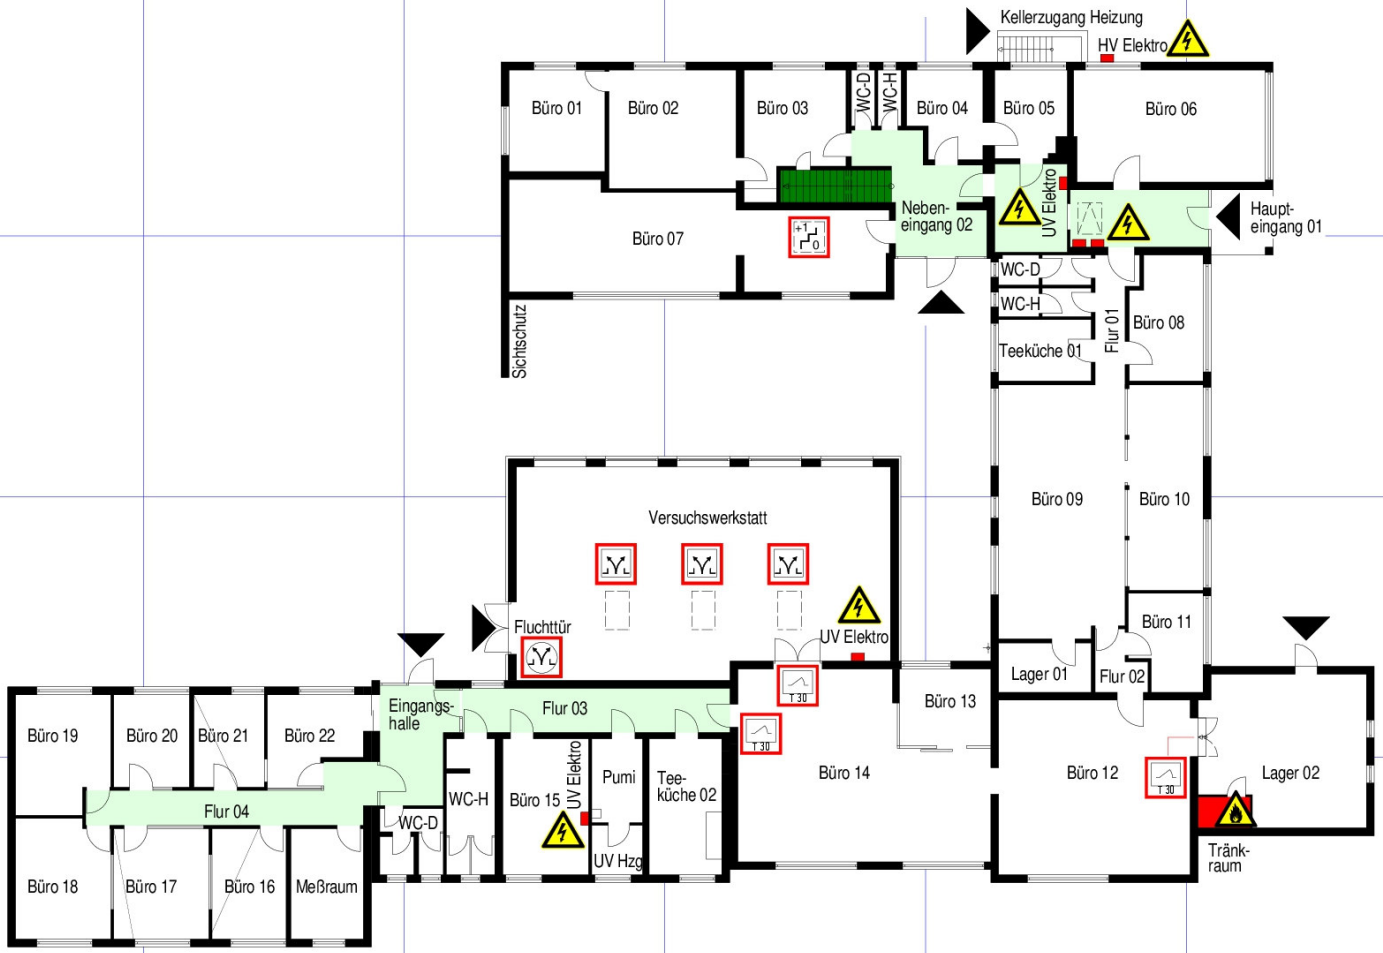 Kellerzugang Heizung
HV Elektro
Büro 01
Büro 02
Büro 03
WC-D
WC-H
Büro 04
Büro 05
Büro 06
UV Elektro
Neben-
eingang 02
Haupt-
eingang 01
Büro 07
+1
0
WC-D
WC-H
Teeküche 01
Flur 01
Büro 08
Sichtschutz
Büro 09
Büro 10
Versuchswerkstatt
Fluchttür
UV Elektro
Büro 11
Lager 01
Flur 02
T 30
Büro 13
Eingangs-
halle
Flur 03
T 30
Büro 19
Büro 20
Büro 21
Büro 22
Büro 14
Büro 12
T 30
Lager 02
WC-H
Büro 15
UV Elektro
Pumi
Tee-
küche 02
Flur 04
WC-D
UV Hzg
Tränk-
raum
Büro 18
Büro 17
Büro 16
Meßraum